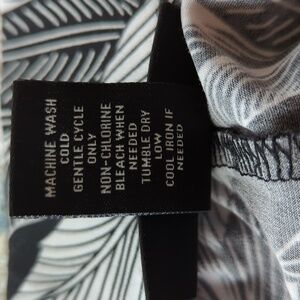 MACHINE WASH
COLD
GENTLE CYCLE
ONLY
NON-CHLORINE
BLEACH WHEN
NEEDED
TUMBLE DRY
LOW
COOL IRON IF
NEEDED